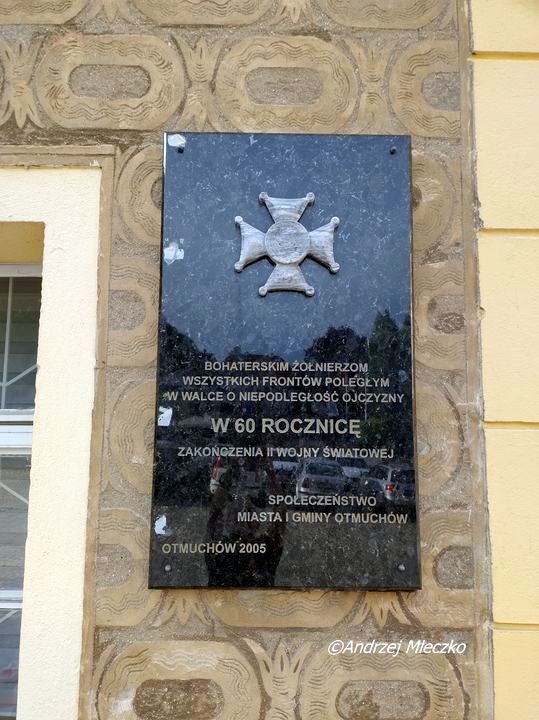 BOHATERSKIM ŻOŁNIERZOM
WSZYSTKICH FRONTÓW POLEGŁYM
W WALCE O NIEPODLEGŁOŚĆ OJCZYZNY
W 60 ROCZNICĘ
ZAKOŃCZENIA II WOJNY ŚWIATOWEJ
SPOŁECZEŃSTWO
MIASTA I GMINY OTMUCHÓW
OTMUCHÓW 2005
©Andrzej Mleczko